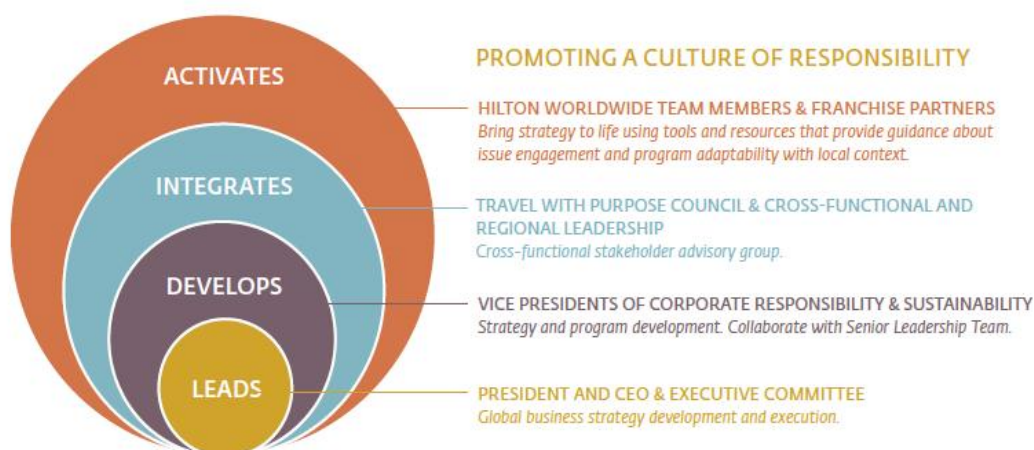 PROMOTING A CULTURE OF RESPONSIBILITY
ACTIVATES
HILTON WORLDWIDE TEAM MEMBERS & FRANCHISE PARTNERS
Bring strategy to life using tools and resources that provide guidance about
issue engagement and program adaptability with local context.
INTEGRATES
TRAVEL WITH PURPOSE COUNCIL & CROSS-FUNCTIONAL AND
REGIONAL LEADERSHIP
Cross-functional stakeholder advisory group.
DEVELOPS
VICE PRESIDENTS OF CORPORATE RESPONSIBILITY & SUSTAINABILITY
Strategy and program development. Collaborate with Senior Leadership Team.
LEADS
PRESIDENT AND CEO & EXECUTIVE COMMITTEE
Global business strategy development and execution.